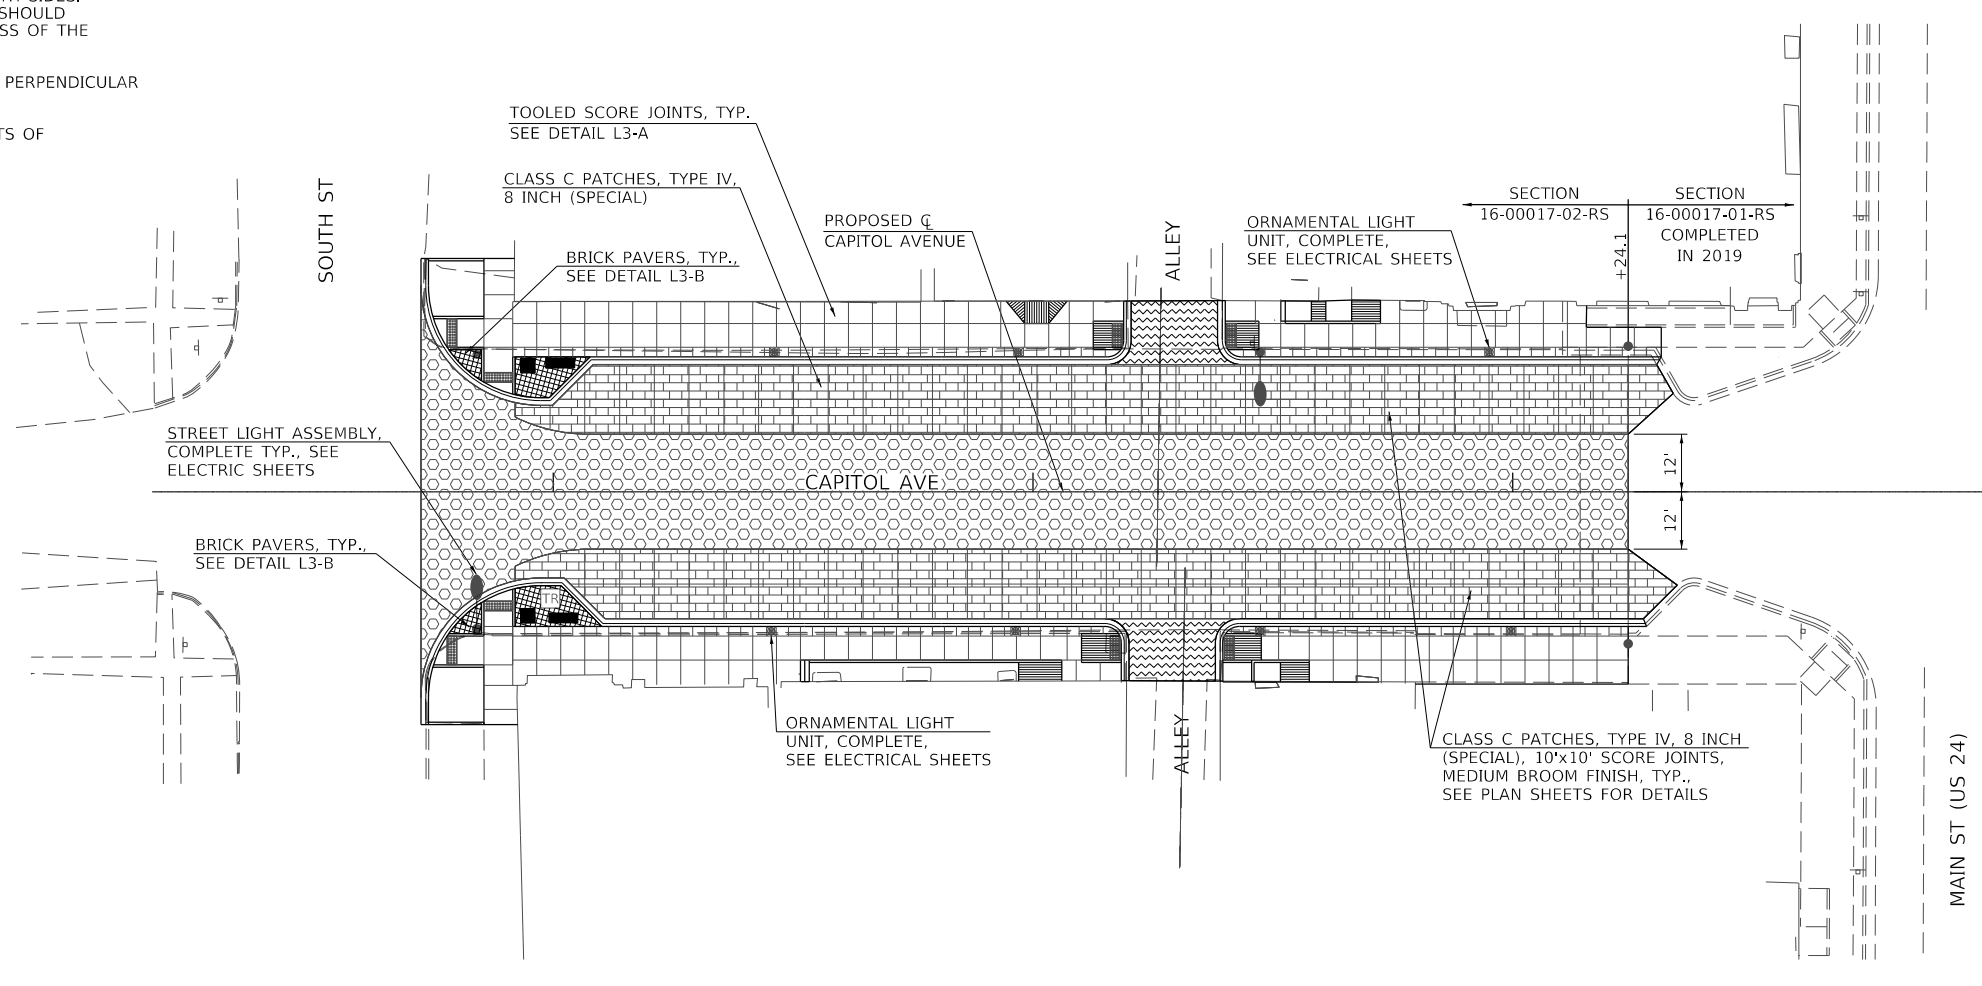 SHOULD
SS OF THE
PERPENDICULAR
TS OF
TOOLED SCORE JOINTS, TYP.
SEE DETAIL L3-A
CLASS C PATCHES, TYPE IV,
8 INCH (SPECIAL)
BRICK PAVERS, TYP.,
SEE DETAIL L3-B
PROPOSED ℄
CAPITOL AVENUE
ORNAMENTAL LIGHT
UNIT, COMPLETE,
SEE ELECTRICAL SHEETS
SECTION
16-00017-02-RS
SECTION
16-00017-01-RS
COMPLETED
IN 2019
+24.1
SOUTH ST
ALLEY
STREET LIGHT ASSEMBLY,
COMPLETE TYP., SEE
ELECTRIC SHEETS
CAPITOL AVE
12'
12'
BRICK PAVERS, TYP.,
SEE DETAIL L3-B
TR
ORNAMENTAL LIGHT
UNIT, COMPLETE,
SEE ELECTRICAL SHEETS
ALLEY
CLASS C PATCHES, TYPE IV, 8 INCH
(SPECIAL), 10'x10' SCORE JOINTS,
MEDIUM BROOM FINISH, TYP.,
SEE PLAN SHEETS FOR DETAILS
MAIN ST (US 24)